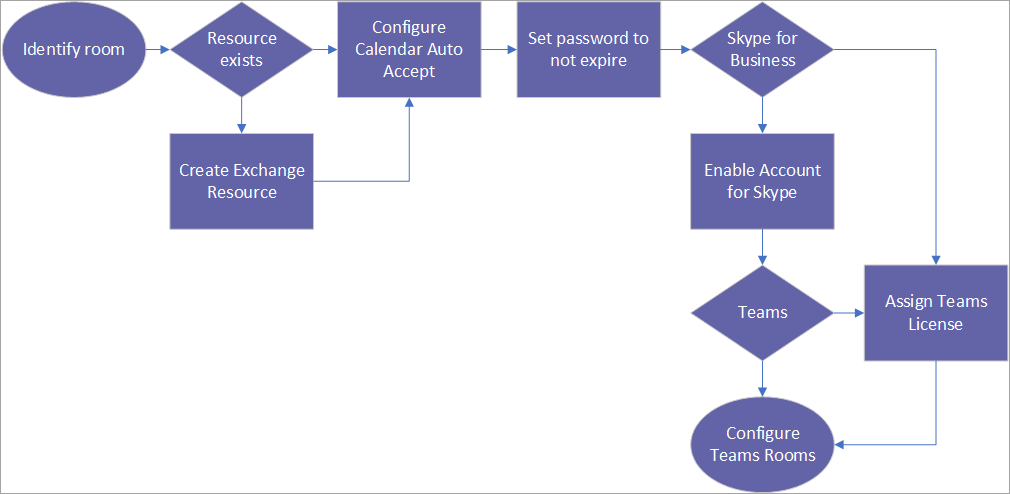 Identify room
Resource
exists
Configure
Calendar Auto
Accept
Set password to
not expire
Skype for
Business
Create Exchange
Resource
Enable Account
for Skype
Teams
Assign Teams
License
Configure
Teams Rooms